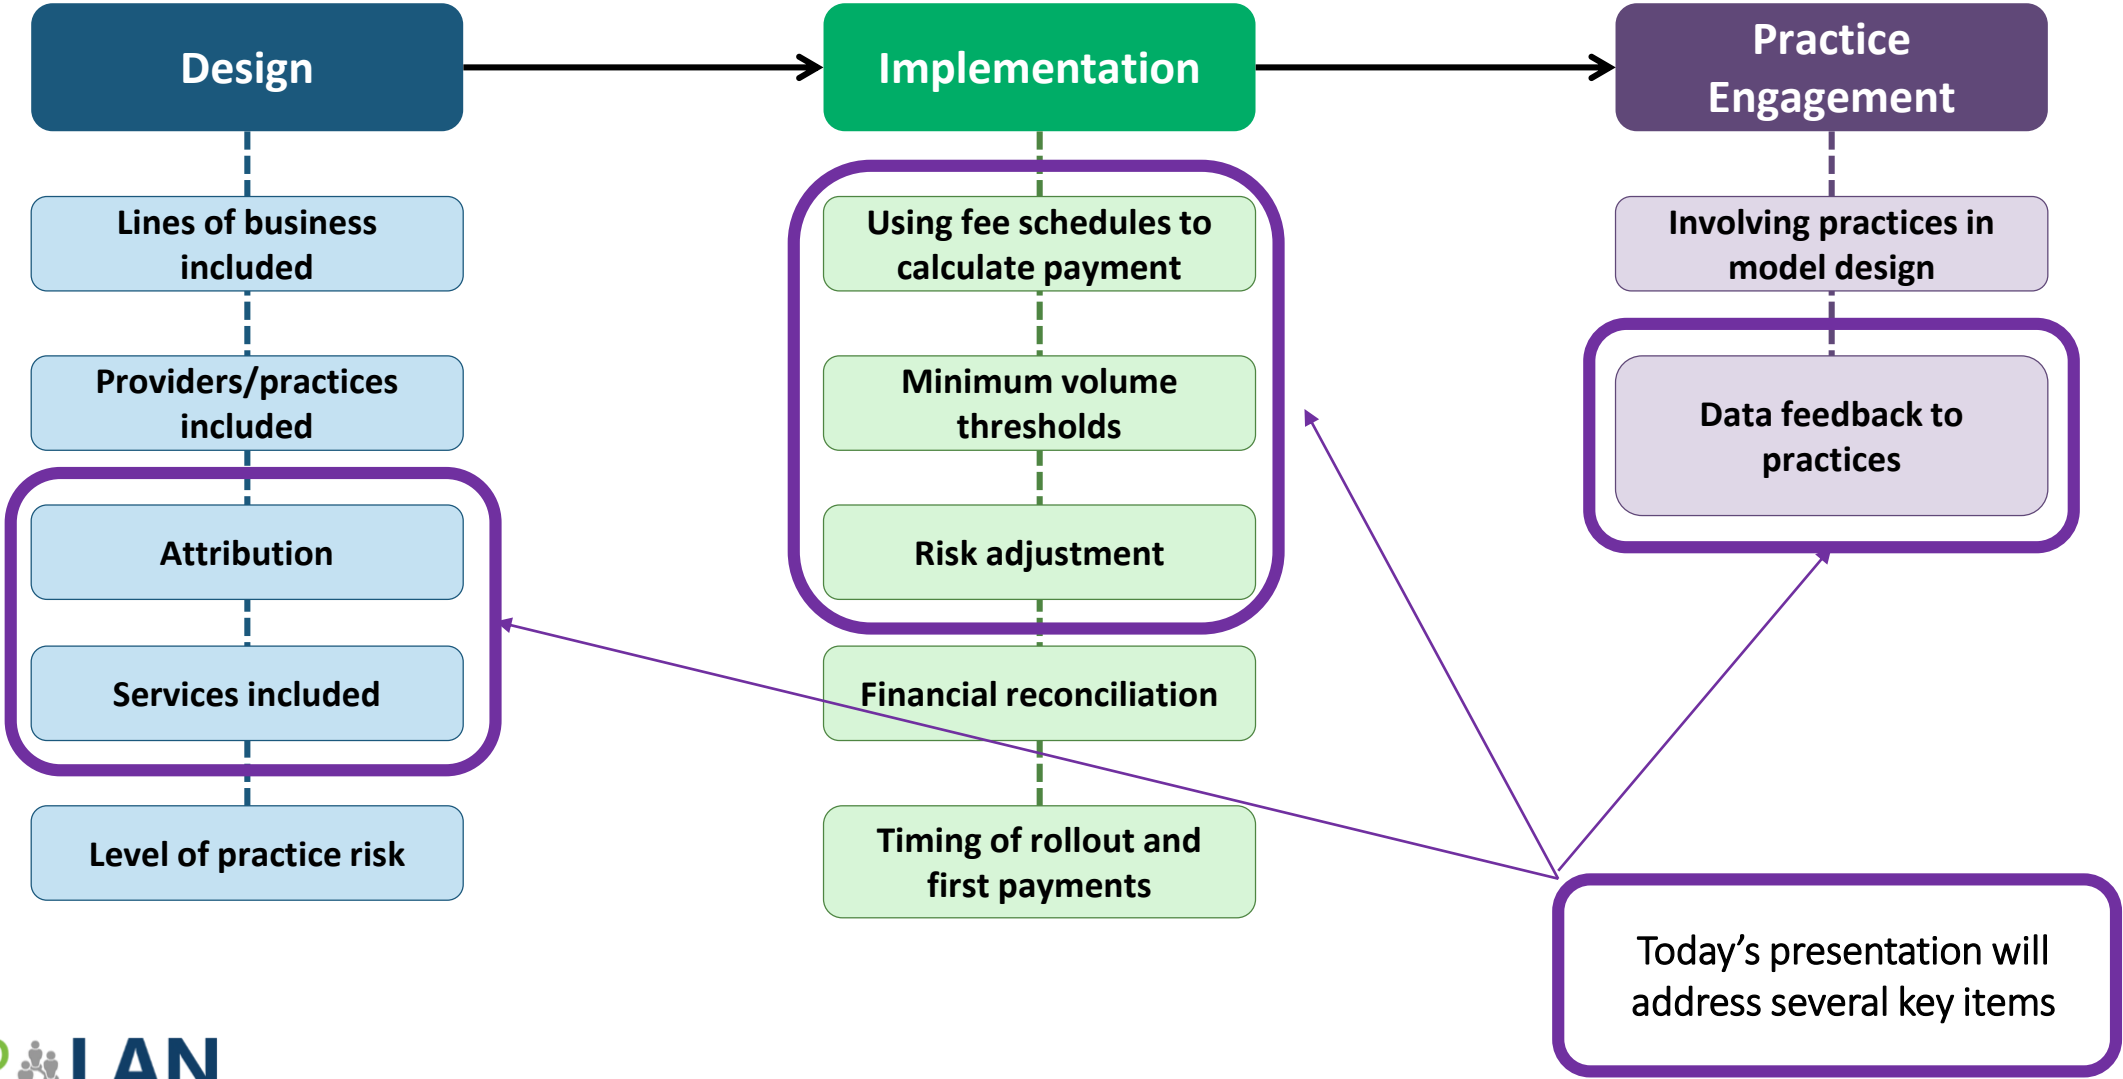 Design
Implementation
Practice
Engagement
Lines of business
included
Providers/practices
included
Attribution
Services included
Level of practice risk
Using fee schedules to
calculate payment
Minimum volume
thresholds
Risk adjustment
Financial reconciliation
Timing of rollout and
first payments
Involving practices in
model design
Data feedback to
practices
Today’s presentation will
address several key items
LAN